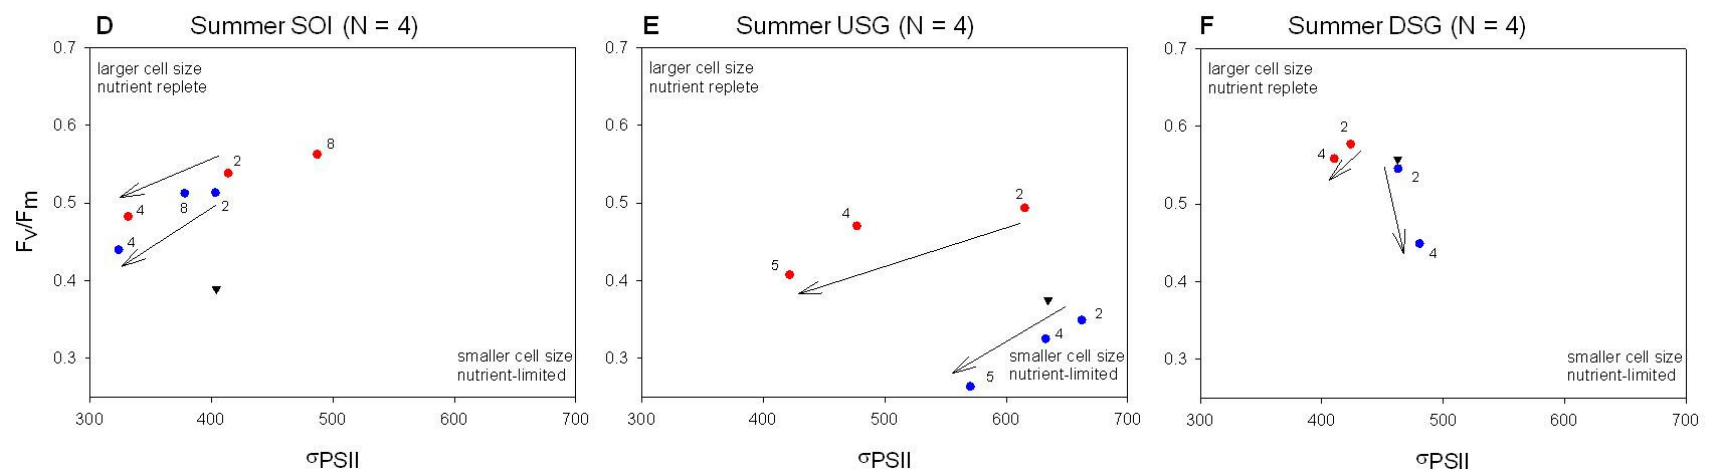 D Summer SOI (N = 4)
0.7
larger cell size
nutrient replete
0.6
8
2
0.5
4
8
2
4
0.4
0.3
smaller cell size
nutrient-limited
300 400 500 600 700
Fv/Fm
σPSII
E Summer USG (N = 4)
0.7
larger cell size
nutrient replete
0.6
2
0.5
4
5
0.4
2
4
0.3
smaller cell size
nutrient-limited
5
300 400 500 600 700
σPSII
F Summer DSG (N = 4)
0.7
larger cell size
nutrient replete
0.6
2
4
2
0.5
4
0.4
0.3
smaller cell size
nutrient-limited
300 400 500 600 700
σPSII